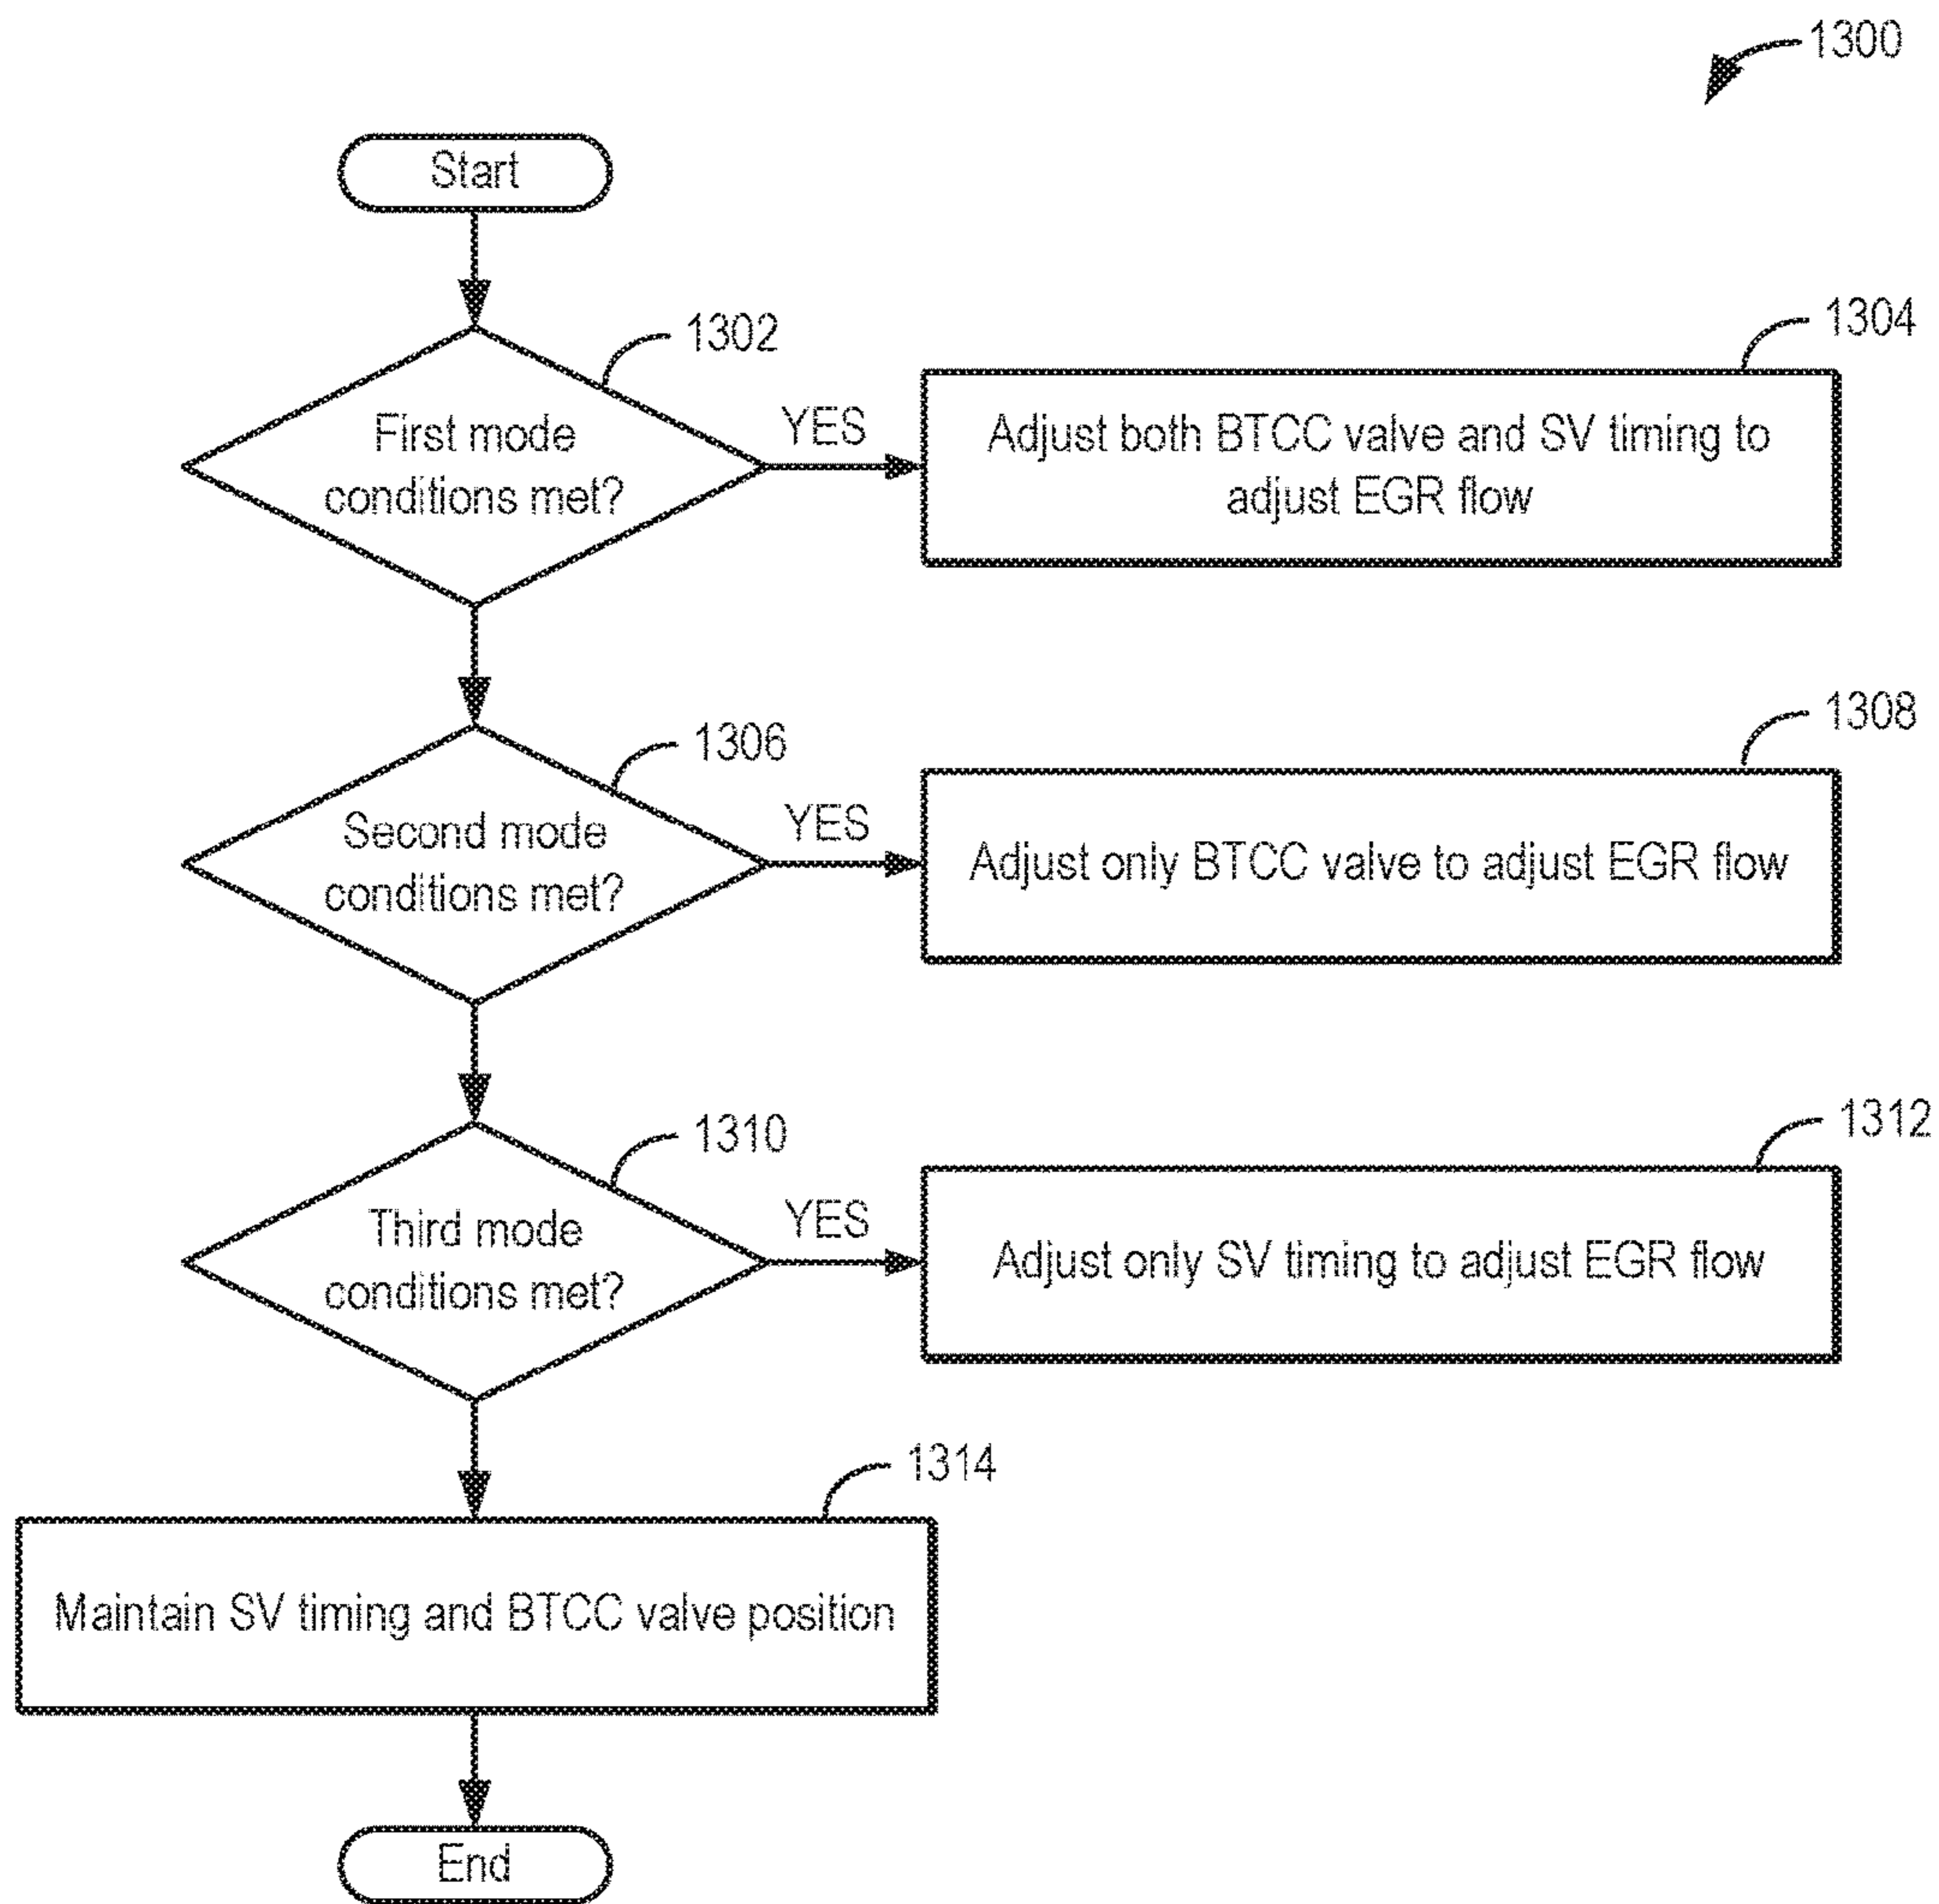 1300
Start
1302
First mode
conditions met?
YES
1304
Adjust both BTCC valve and SV timing to
adjust EGR flow
1306
Second mode
conditions met?
YES
1308
Adjust only BTCC valve to adjust EGR flow
1310
Third mode
conditions met?
YES
1312
Adjust only SV timing to adjust EGR flow
1314
Maintain SV timing and BTCC valve position
End